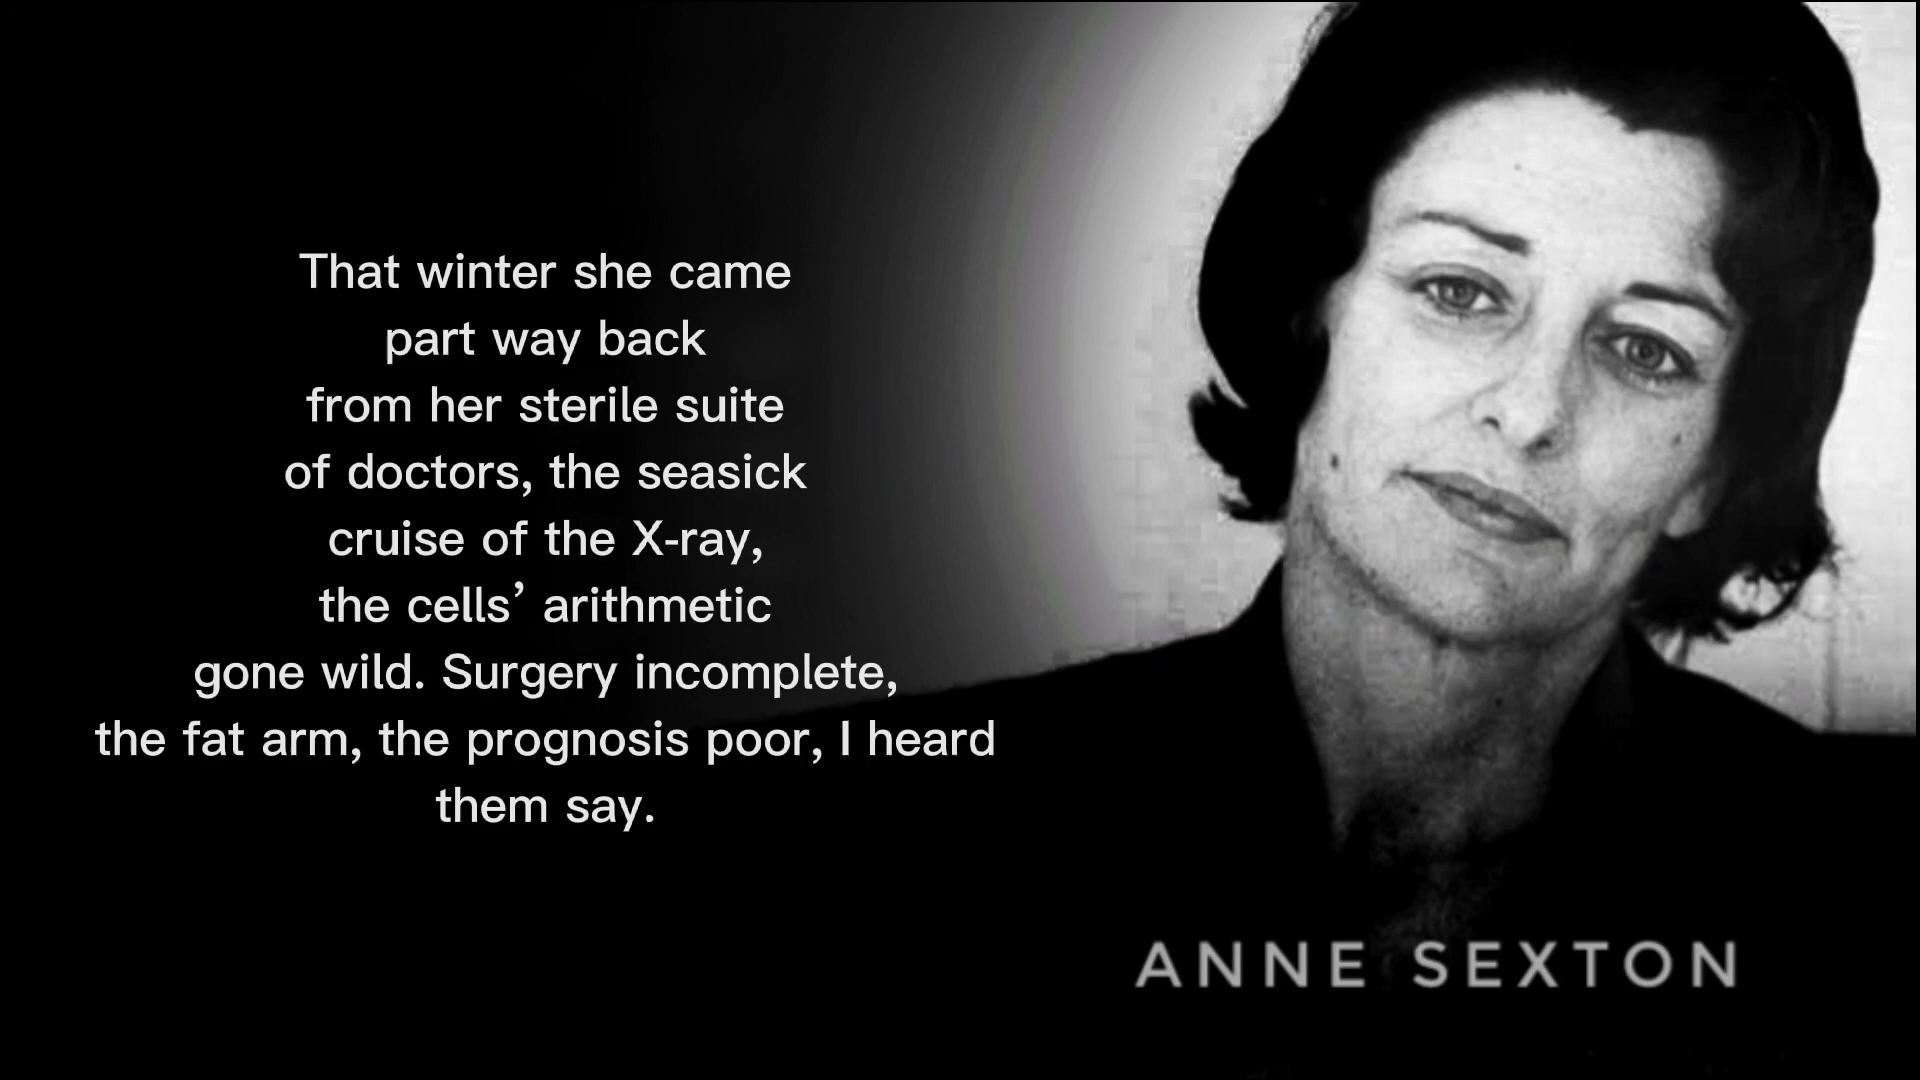 That winter she came
part way back
from her sterile suite
of doctors, the seasick
cruise of the X-ray,
the cells’ arithmetic
gone wild. Surgery incomplete,
the fat arm, the prognosis poor, I heard
them say.
ANNE SEXTON